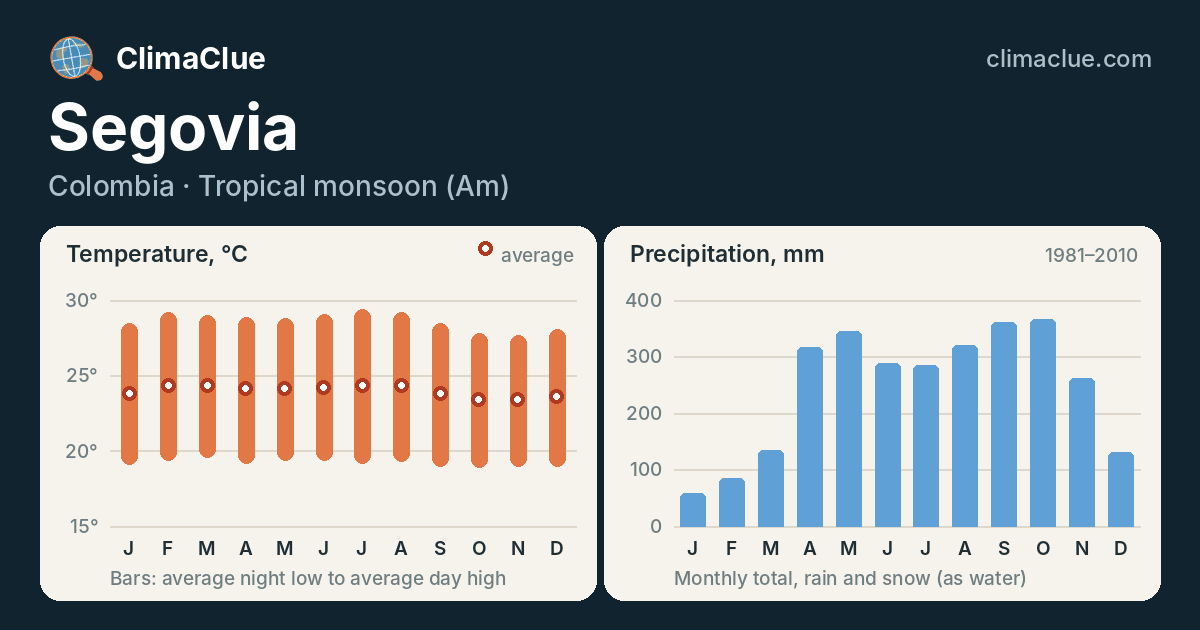 ClimaClue
climaclue.com
Segovia
Colombia · Tropical monsoon (Am)
Temperature, °C
average
30°
25°
20°
15°
J F M A M J J A S O N D
Bars: average night low to average day high
Precipitation, mm
1981–2010
400
300
200
100
0
J F M A M J J A S O N D
Monthly total, rain and snow (as water)